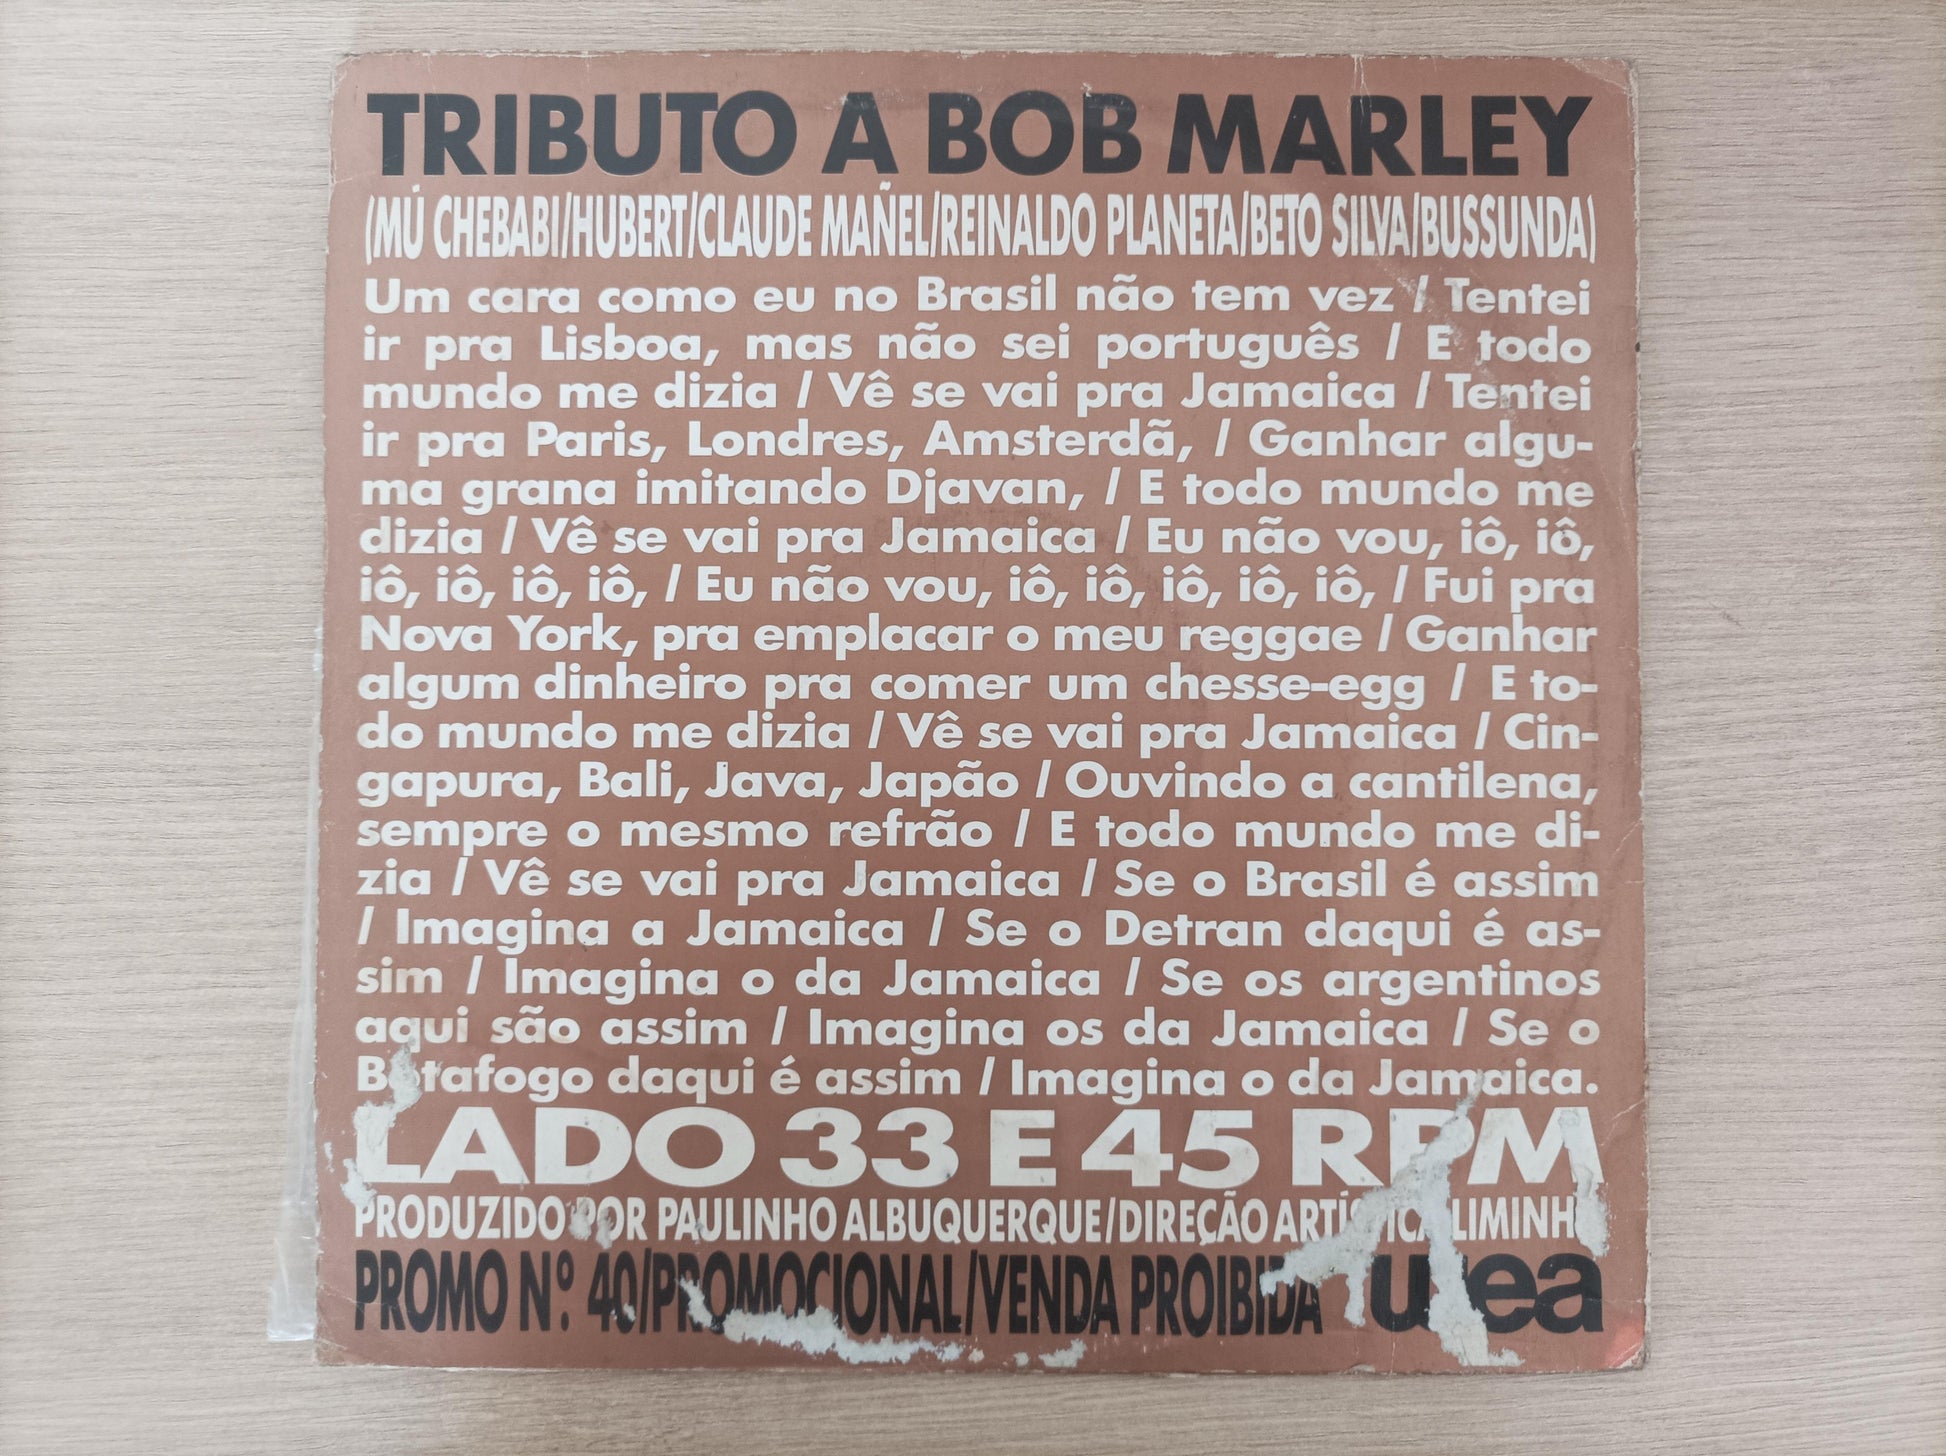 TRIBUTO A BOB MARLEY
(MÚ CHEBABI/HUBERT/CLAUDE MAÑEL/REINALDO PLANETA/BETO SILVA/BUSSUNDA)
Um cara como eu no Brasil não tem vez / Tentei
ir pra Lisboa, mas não sei português / E todo
mundo me dizia / Vê se vai pra Jamaica / Tentei
ir pra Paris, Londres, Amsterdã, / Ganhar algu-
ma grana imitando Djavan, / E todo mundo me
dizia / Vê se vai pra Jamaica / Eu não vou, iô, iô,
iô, iô, iô, iô, / Eu não vou, iô, iô, iô, iô, iô, / Fui pra
Nova York, pra emplacar o meu reggae / Ganhar
algum dinheiro pra comer um chesse-egg / E to-
do mundo me dizia / Vê se vai pra Jamaica / Cin-
gapura, Bali, Java, Japão / Ouvindo a cantilena,
sempre o mesmo refrão / E todo mundo me di-
zia / Vê se vai pra Jamaica / Se o Brasil é assim
/ Imagina a Jamaica / Se o Detran daqui é as-
sim / Imagina o da Jamaica / Se os argentinos
aqui são assim / Imagina os da Jamaica / Se o
Botafogo daqui é assim / Imagina o da Jamaica.
LADO 33 E 45 RPM
PRODUZIDO POR PAULINHO ALBUQUERQUE/DIREÇÃO ARTÍSTICA LIMINHA
PROMO Nº: 40/PROMOCIONAL/VENDA PROIBIDA wea